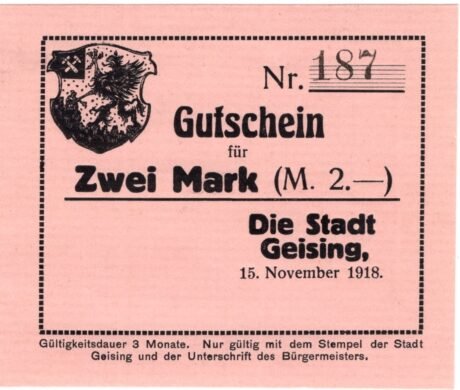 Nr. 187
Gutschein
für
Zwei Mark (M. 2.—)
Die Stadt
Geising,
15. November 1918.
Gültigkeitsdauer 3 Monate. Nur gültig mit dem Stempel der Stadt
Geising und der Unterschrift des Bürgermeisters.